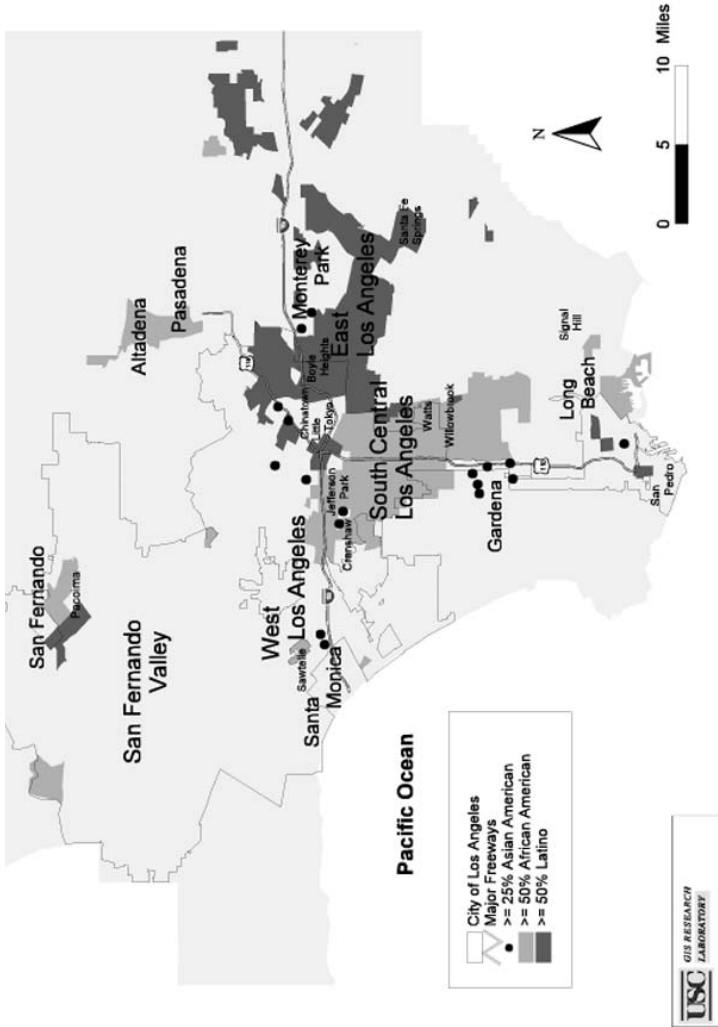 San Fernando
Pacoima
San Fernando
Valley
Altadena
Pasadena
110
West
Los Angeles
Sawtelle
Santa
Monica
Chinatown
Little
Tokyo
Boyle
Heights
Monterey
Park
East
Los Angeles
Santa Fe
Springs
Jefferson
Park
Crenshaw
South Central
Los Angeles
Watts
Willowbrook
Gardena
110
Signal
Hill
Long
Beach
San
Pedro
Pacific Ocean
N
0 5 10 Miles
City of Los Angeles
Major Freeways
>= 25% Asian American
>= 50% African American
>= 50% Latino
USC GIS RESEARCH
LABORATORY